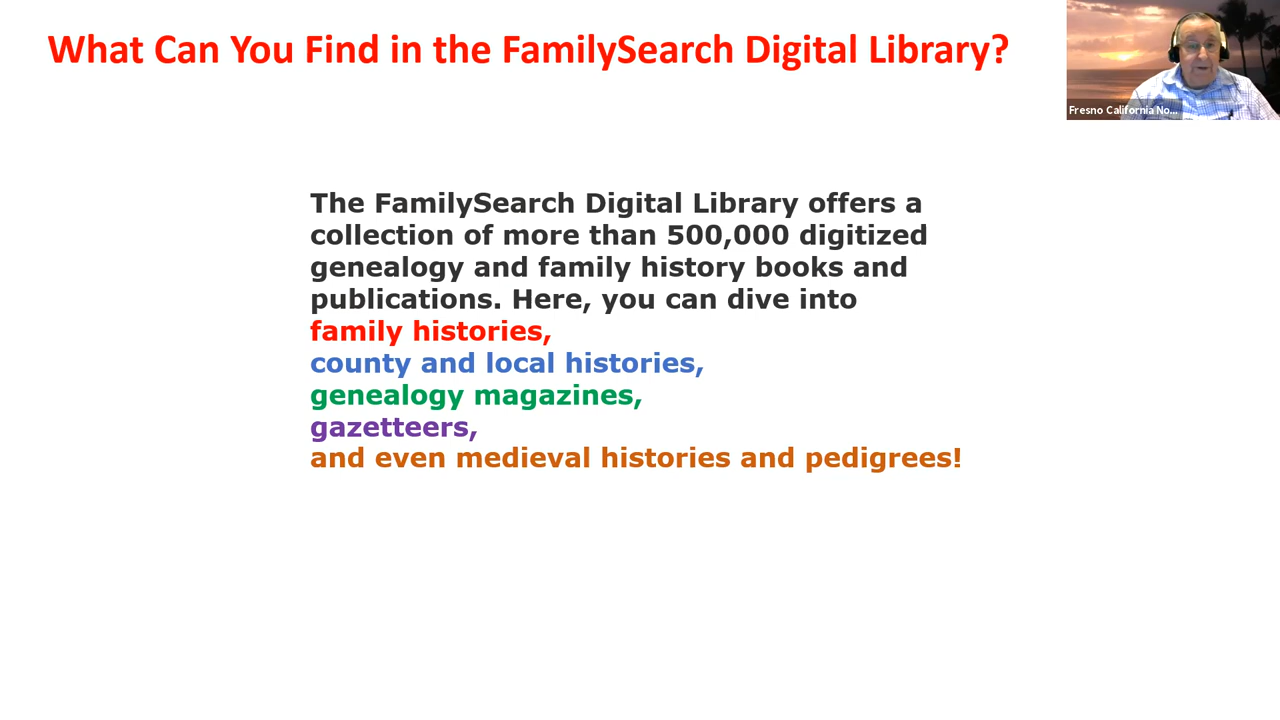 What Can You Find in the FamilySearch Digital Library?
Fresno California No...
The FamilySearch Digital Library offers a
collection of more than 500,000 digitized
genealogy and family history books and
publications. Here, you can dive into
family histories,
county and local histories,
genealogy magazines,
gazetteers,
and even medieval histories and pedigrees!